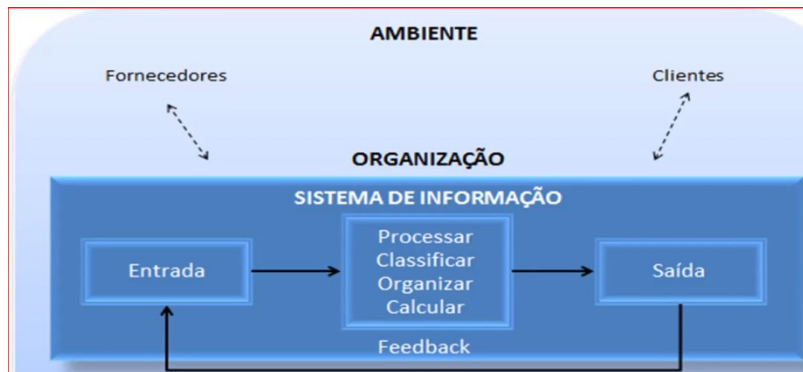 AMBIENTE
Fornecedores
Clientes
ORGANIZAÇÃO
SISTEMA DE INFORMAÇÃO
Entrada
Processar
Classificar
Organizar
Calcular
Saída
Feedback